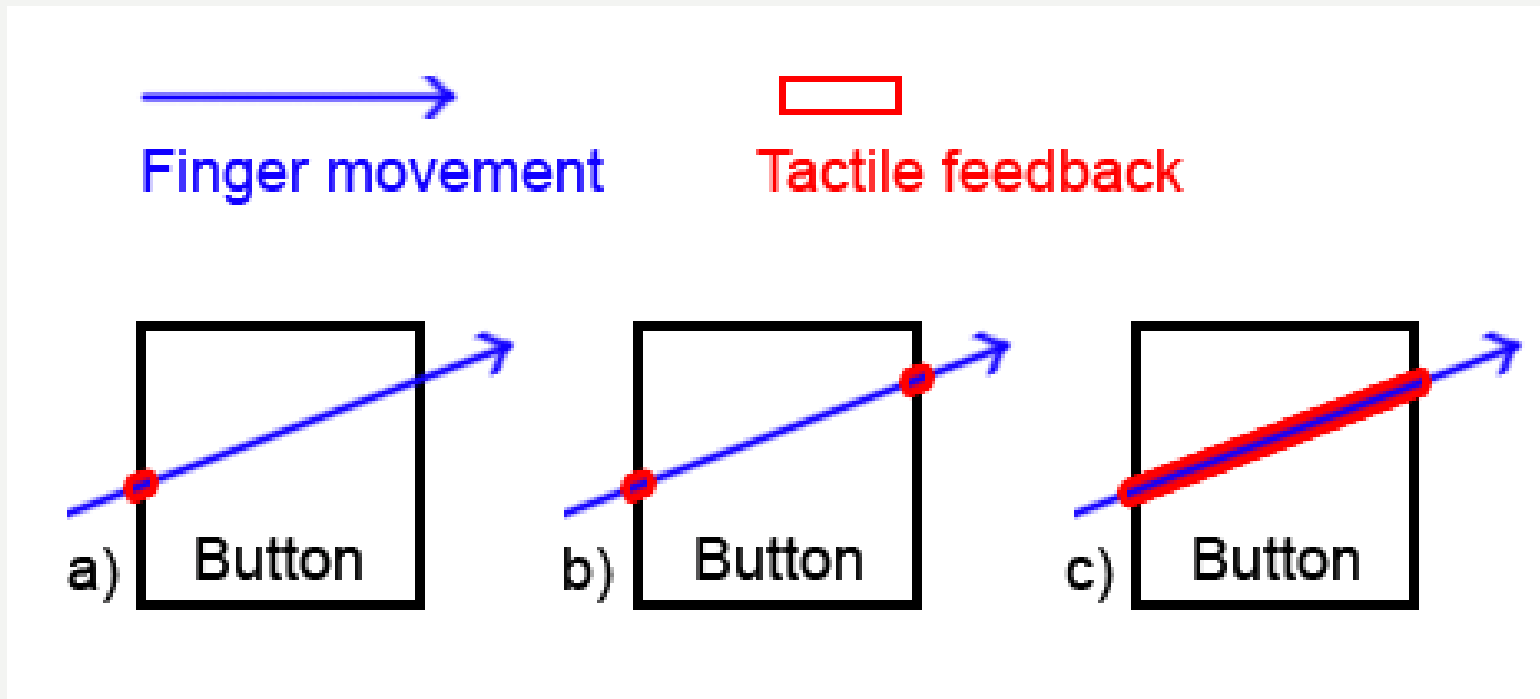 Finger movement
Tactile feedback
a)
Button
b)
Button
c)
Button